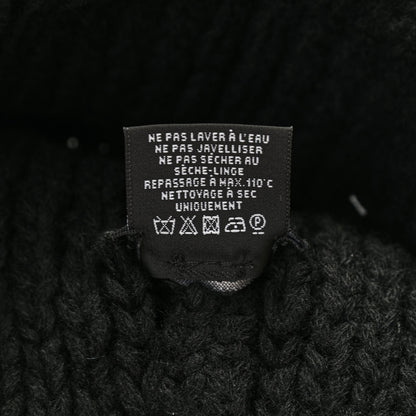 NE PAS LAVER À L'EAU
NE PAS JAVELLISER
NE PAS SÉCHER AU
SÈCHE-LINGE
REPASSAGE À MAX. 110°C
NETTOYAGE À SEC
UNIQUEMENT
P